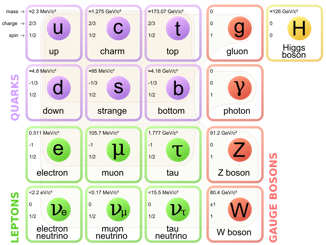 mass → ≈2.3 MeV/c² ≈1.275 GeV/c² ≈173.07 GeV/c² 0 ≈126 GeV/c²
charge → 2/3 2/3 2/3 0 0
spin → 1/2 1/2 1/2 1 0
u c t g H
up charm top gluon Higgs
boson
QUARKS
≈4.8 MeV/c² ≈95 MeV/c² ≈4.18 GeV/c² 0
-1/3 -1/3 -1/3 0
1/2 1/2 1/2 1
d s b γ
down strange bottom photon
0.511 MeV/c² 105.7 MeV/c² 1.777 GeV/c² 91.2 GeV/c²
-1 -1 -1 0
1/2 1/2 1/2 1
e μ τ Z
electron muon tau Z boson
LEPTONS
GAUGE BOSONS
<2.2 eV/c² <0.17 MeV/c² <15.5 MeV/c² 80.4 GeV/c²
0 0 0 ±1
1/2 1/2 1/2 1
νe νμ ντ W
electron muon tau W boson
neutrino neutrino neutrino